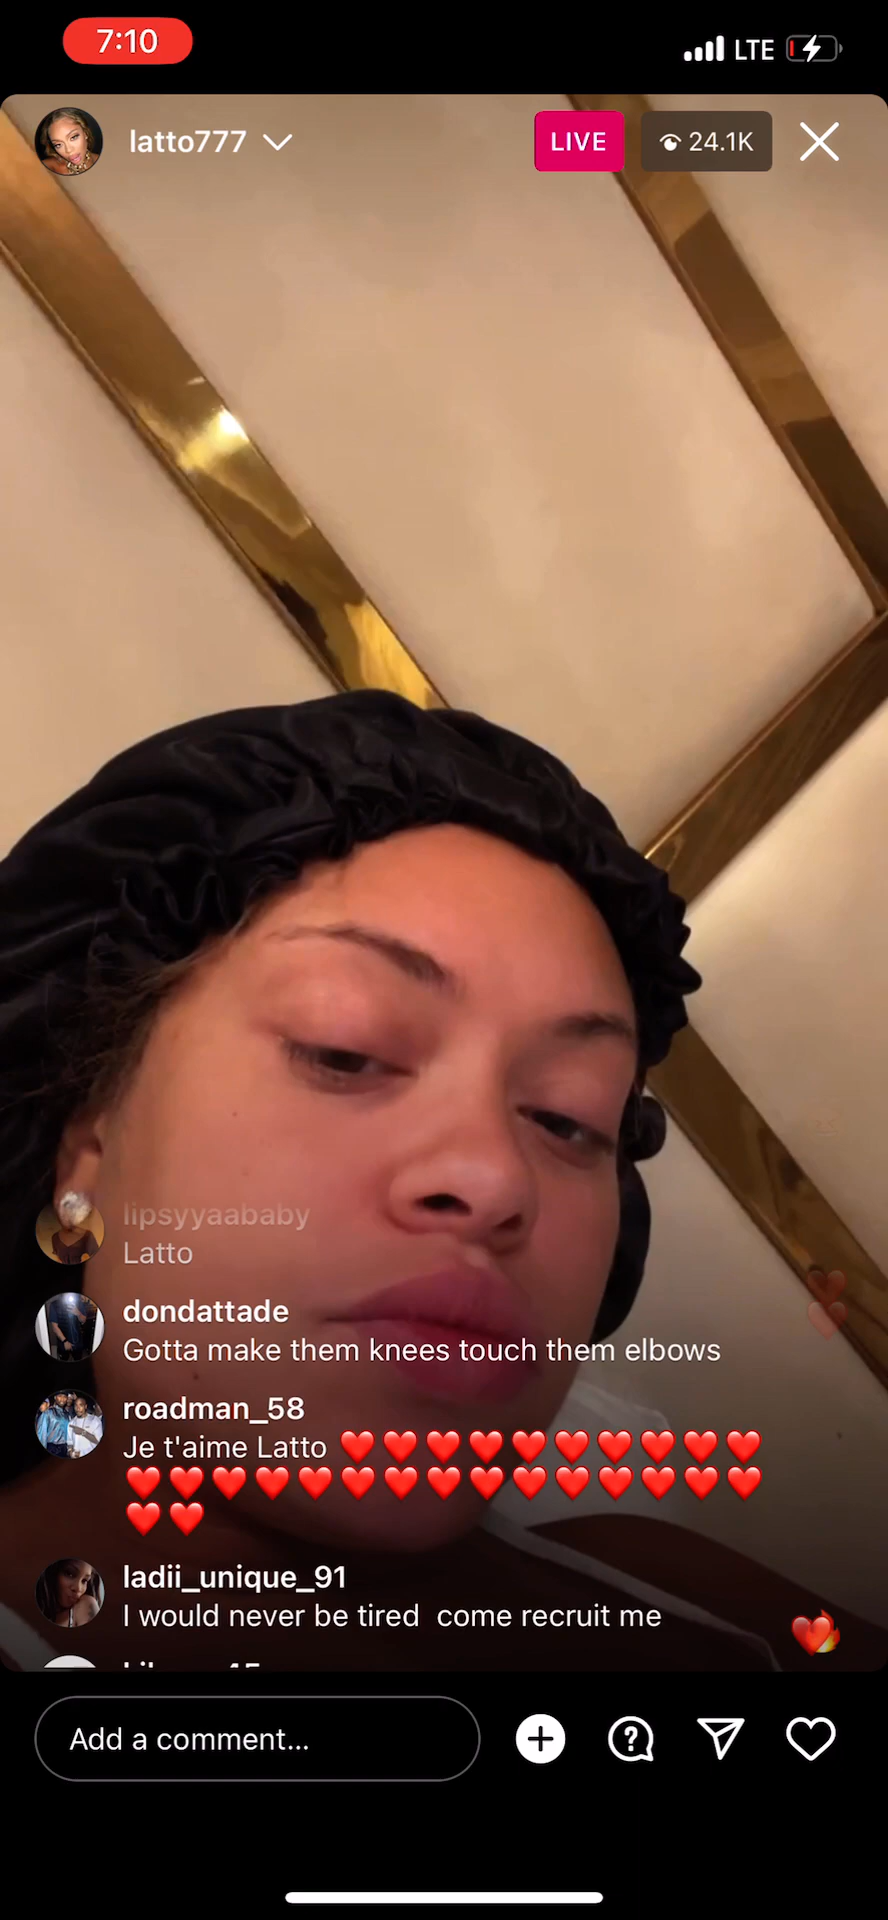 7:10
LTE
latto777
LIVE
24.1K
lipsyyaababy
Latto
dondattade
Gotta make them knees touch them elbows
roadman_58
Je t'aime Latto ❤️❤️❤️❤️❤️❤️❤️❤️❤️❤️
❤️❤️❤️❤️❤️❤️❤️❤️❤️❤️❤️❤️❤️❤️❤️
❤️❤️
ladii_unique_91
I would never be tired  come recruit me
Add a comment...